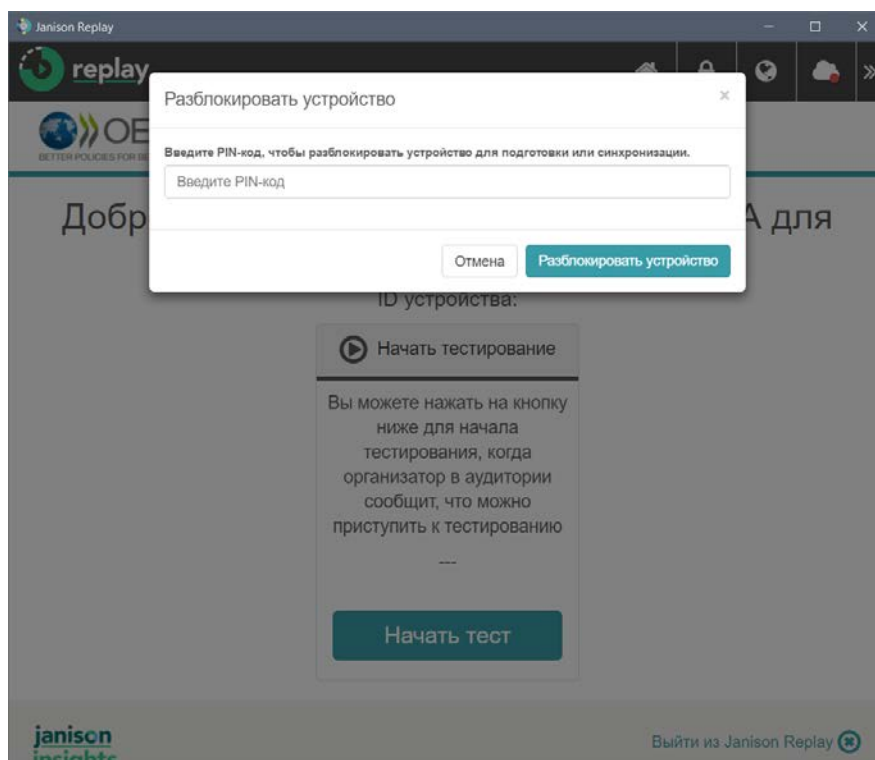 Janison Replay
replay
Разблокировать устройство
OE
BETTER POLICIES FOR BE
Введите PIN-код, чтобы разблокировать устройство для подготовки или синхронизации.
Введите PIN-код
Добр
А для
Отмена
Разблокировать устройство
ID устройства:
Начать тестирование
Вы можете нажать на кнопку
ниже для начала
тестирования, когда
организатор в аудитории
сообщит, что можно
приступить к тестированию
---
Начать тест
janison
insights
Выйти из Janison Replay